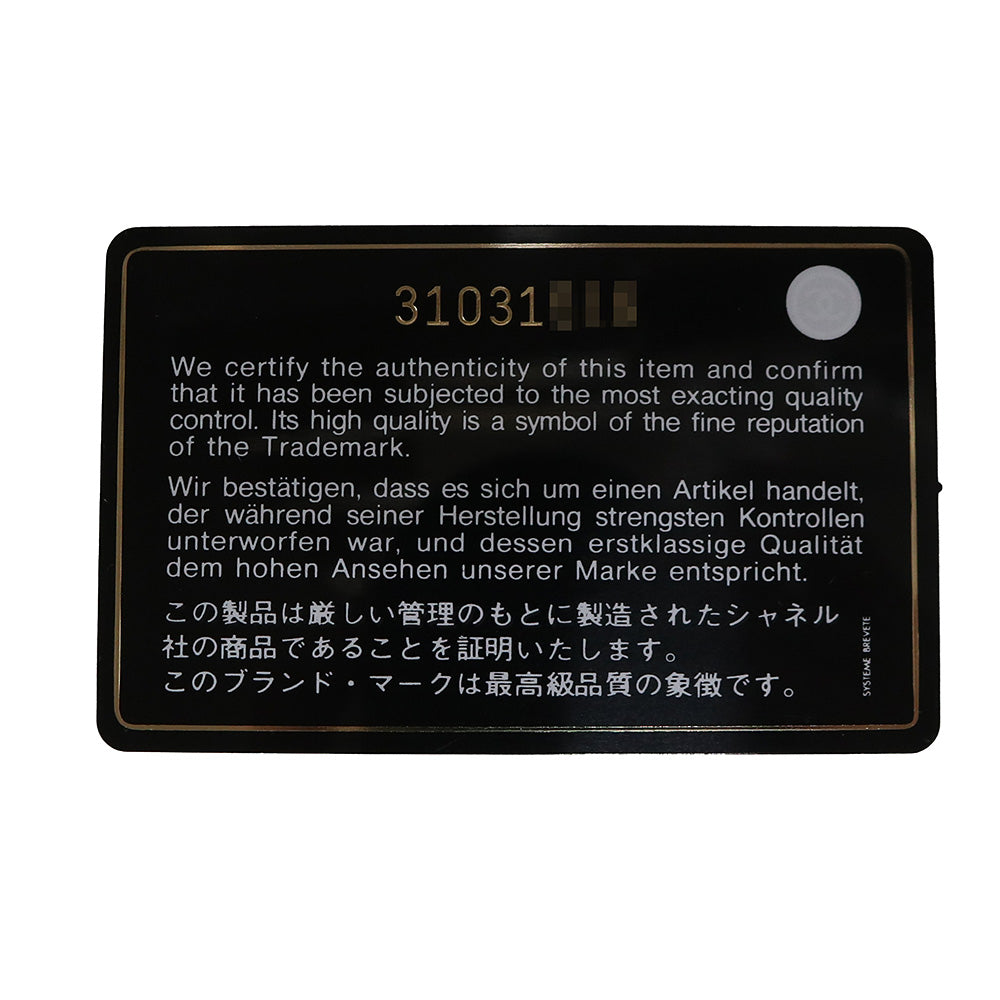 31031
We certify the authenticity of this item and confirm
that it has been subjected to the most exacting quality
control. Its high quality is a symbol of the fine reputation
of the Trademark.
Wir bestätigen, dass es sich um einen Artikel handelt,
der während seiner Herstellung strengsten Kontrollen
unterworfen war, und dessen erstklassige Qualität
dem hohen Ansehen unserer Marke entspricht.
この製品は厳しい管理のもとに製造されたシャネル
社の商品であることを証明いたします。
このブランド・マークは最高級品質の象徴です。
SYSTEME BREVETE